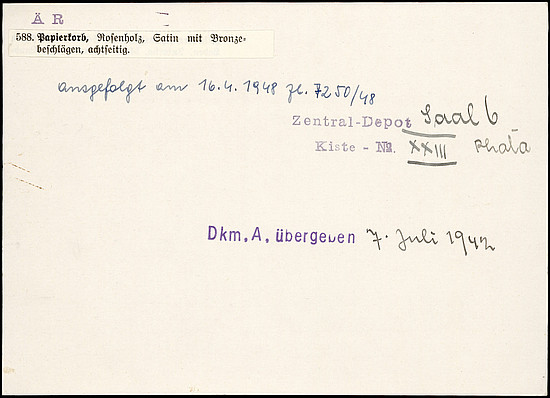 ÄR
588. Papierkorb, Rosenholz, Satin mit Bronze-
beschlägen, achtseitig.
ausgefolgt am 16.4.1948 Zl. 7250/48
Zentral-Depot Saal 6
Kiste - Nr. XXIII
Dkm. A. übergeben 7. Juli 1942